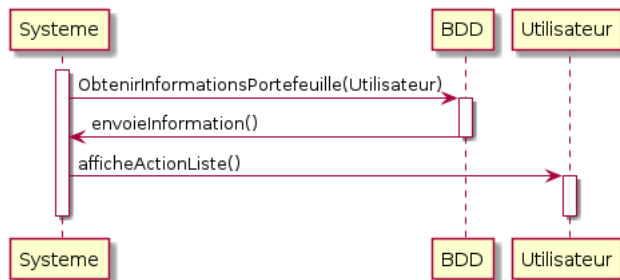 Systeme
BDD
Utilisateur
ObtenirInformationsPortefeuille(Utilisateur)
envoieInformation()
afficheActionListe()
Systeme
BDD
Utilisateur